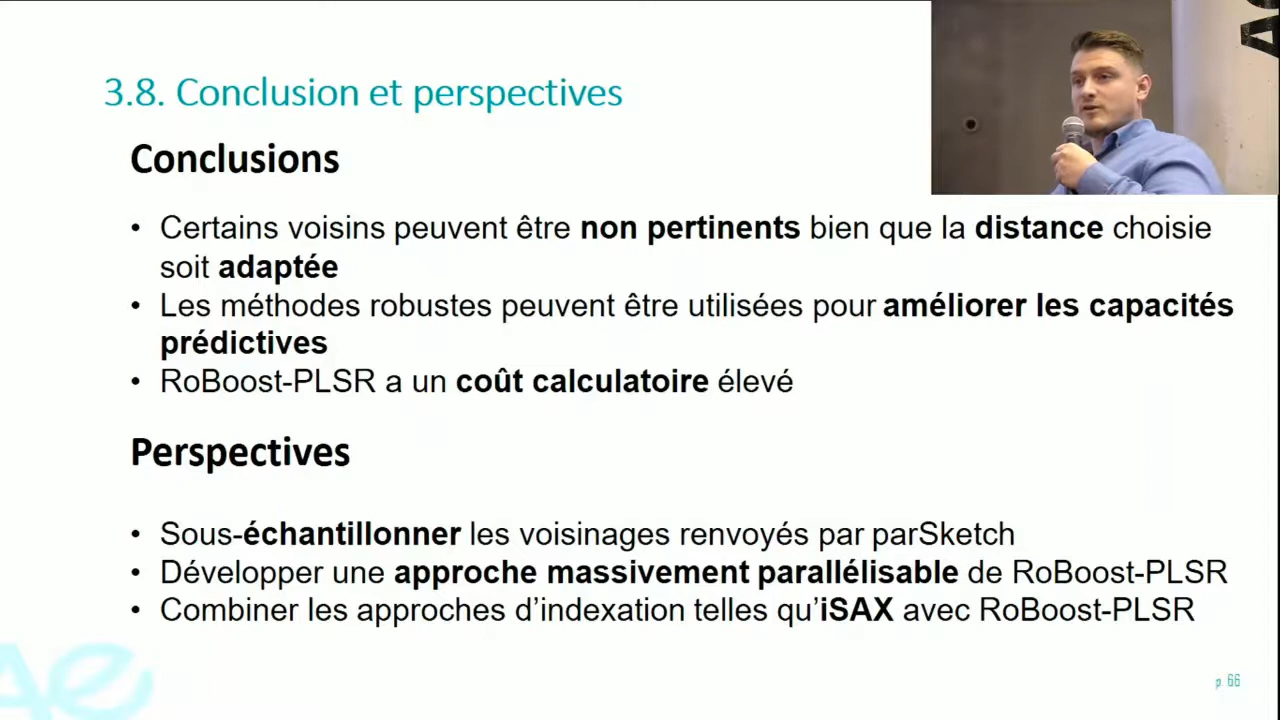 3.8. Conclusion et perspectives
Conclusions
• Certains voisins peuvent être non pertinents bien que la distance choisie
soit adaptée
• Les méthodes robustes peuvent être utilisées pour améliorer les capacités
prédictives
• RoBoost-PLSR a un coût calculatoire élevé
Perspectives
• Sous-échantillonner les voisinages renvoyés par parSketch
• Développer une approche massivement parallélisable de RoBoost-PLSR
• Combiner les approches d’indexation telles qu’iSAX avec RoBoost-PLSR
p 66